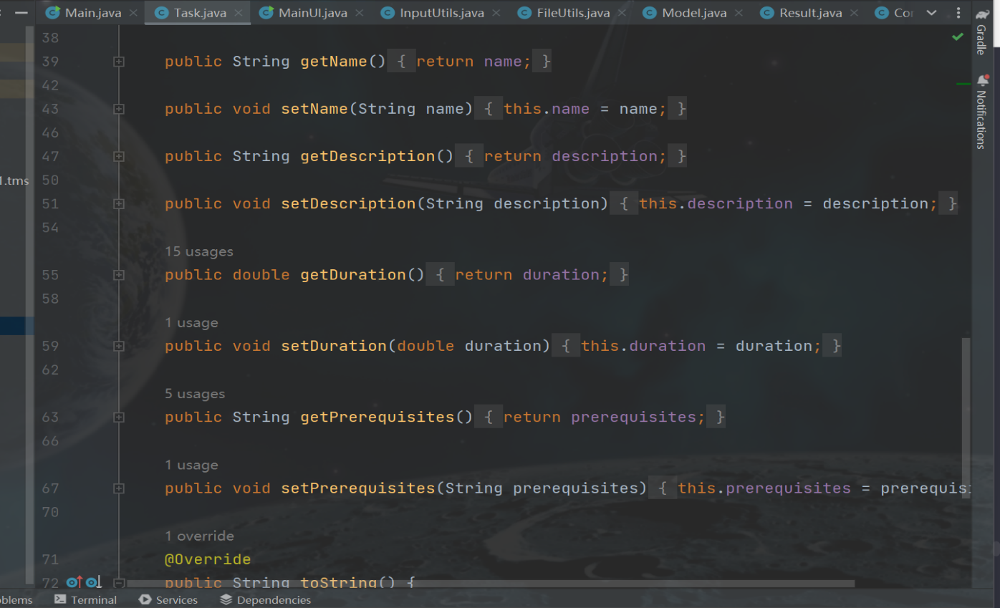 Main.java Task.java MainUI.java InputUtils.java FileUtils.java Model.java Result.java
38
39 public String getName() { return name; }
42
43 public void setName(String name) { this.name = name; }
46
47 public String getDescription() { return description; }
1.tms 50
51 public void setDescription(String description) { this.description = description; }
54
15 usages
55 public double getDuration() { return duration; }
58
1 usage
59 public void setDuration(double duration) { this.duration = duration; }
62
5 usages
63 public String getPrerequisites() { return prerequisites; }
66
1 usage
67 public void setPrerequisites(String prerequisites) { this.prerequisites =
70
1 override
71 @Override
72 public String toString() {
Terminal Services Dependencies
Gradle
Notifications